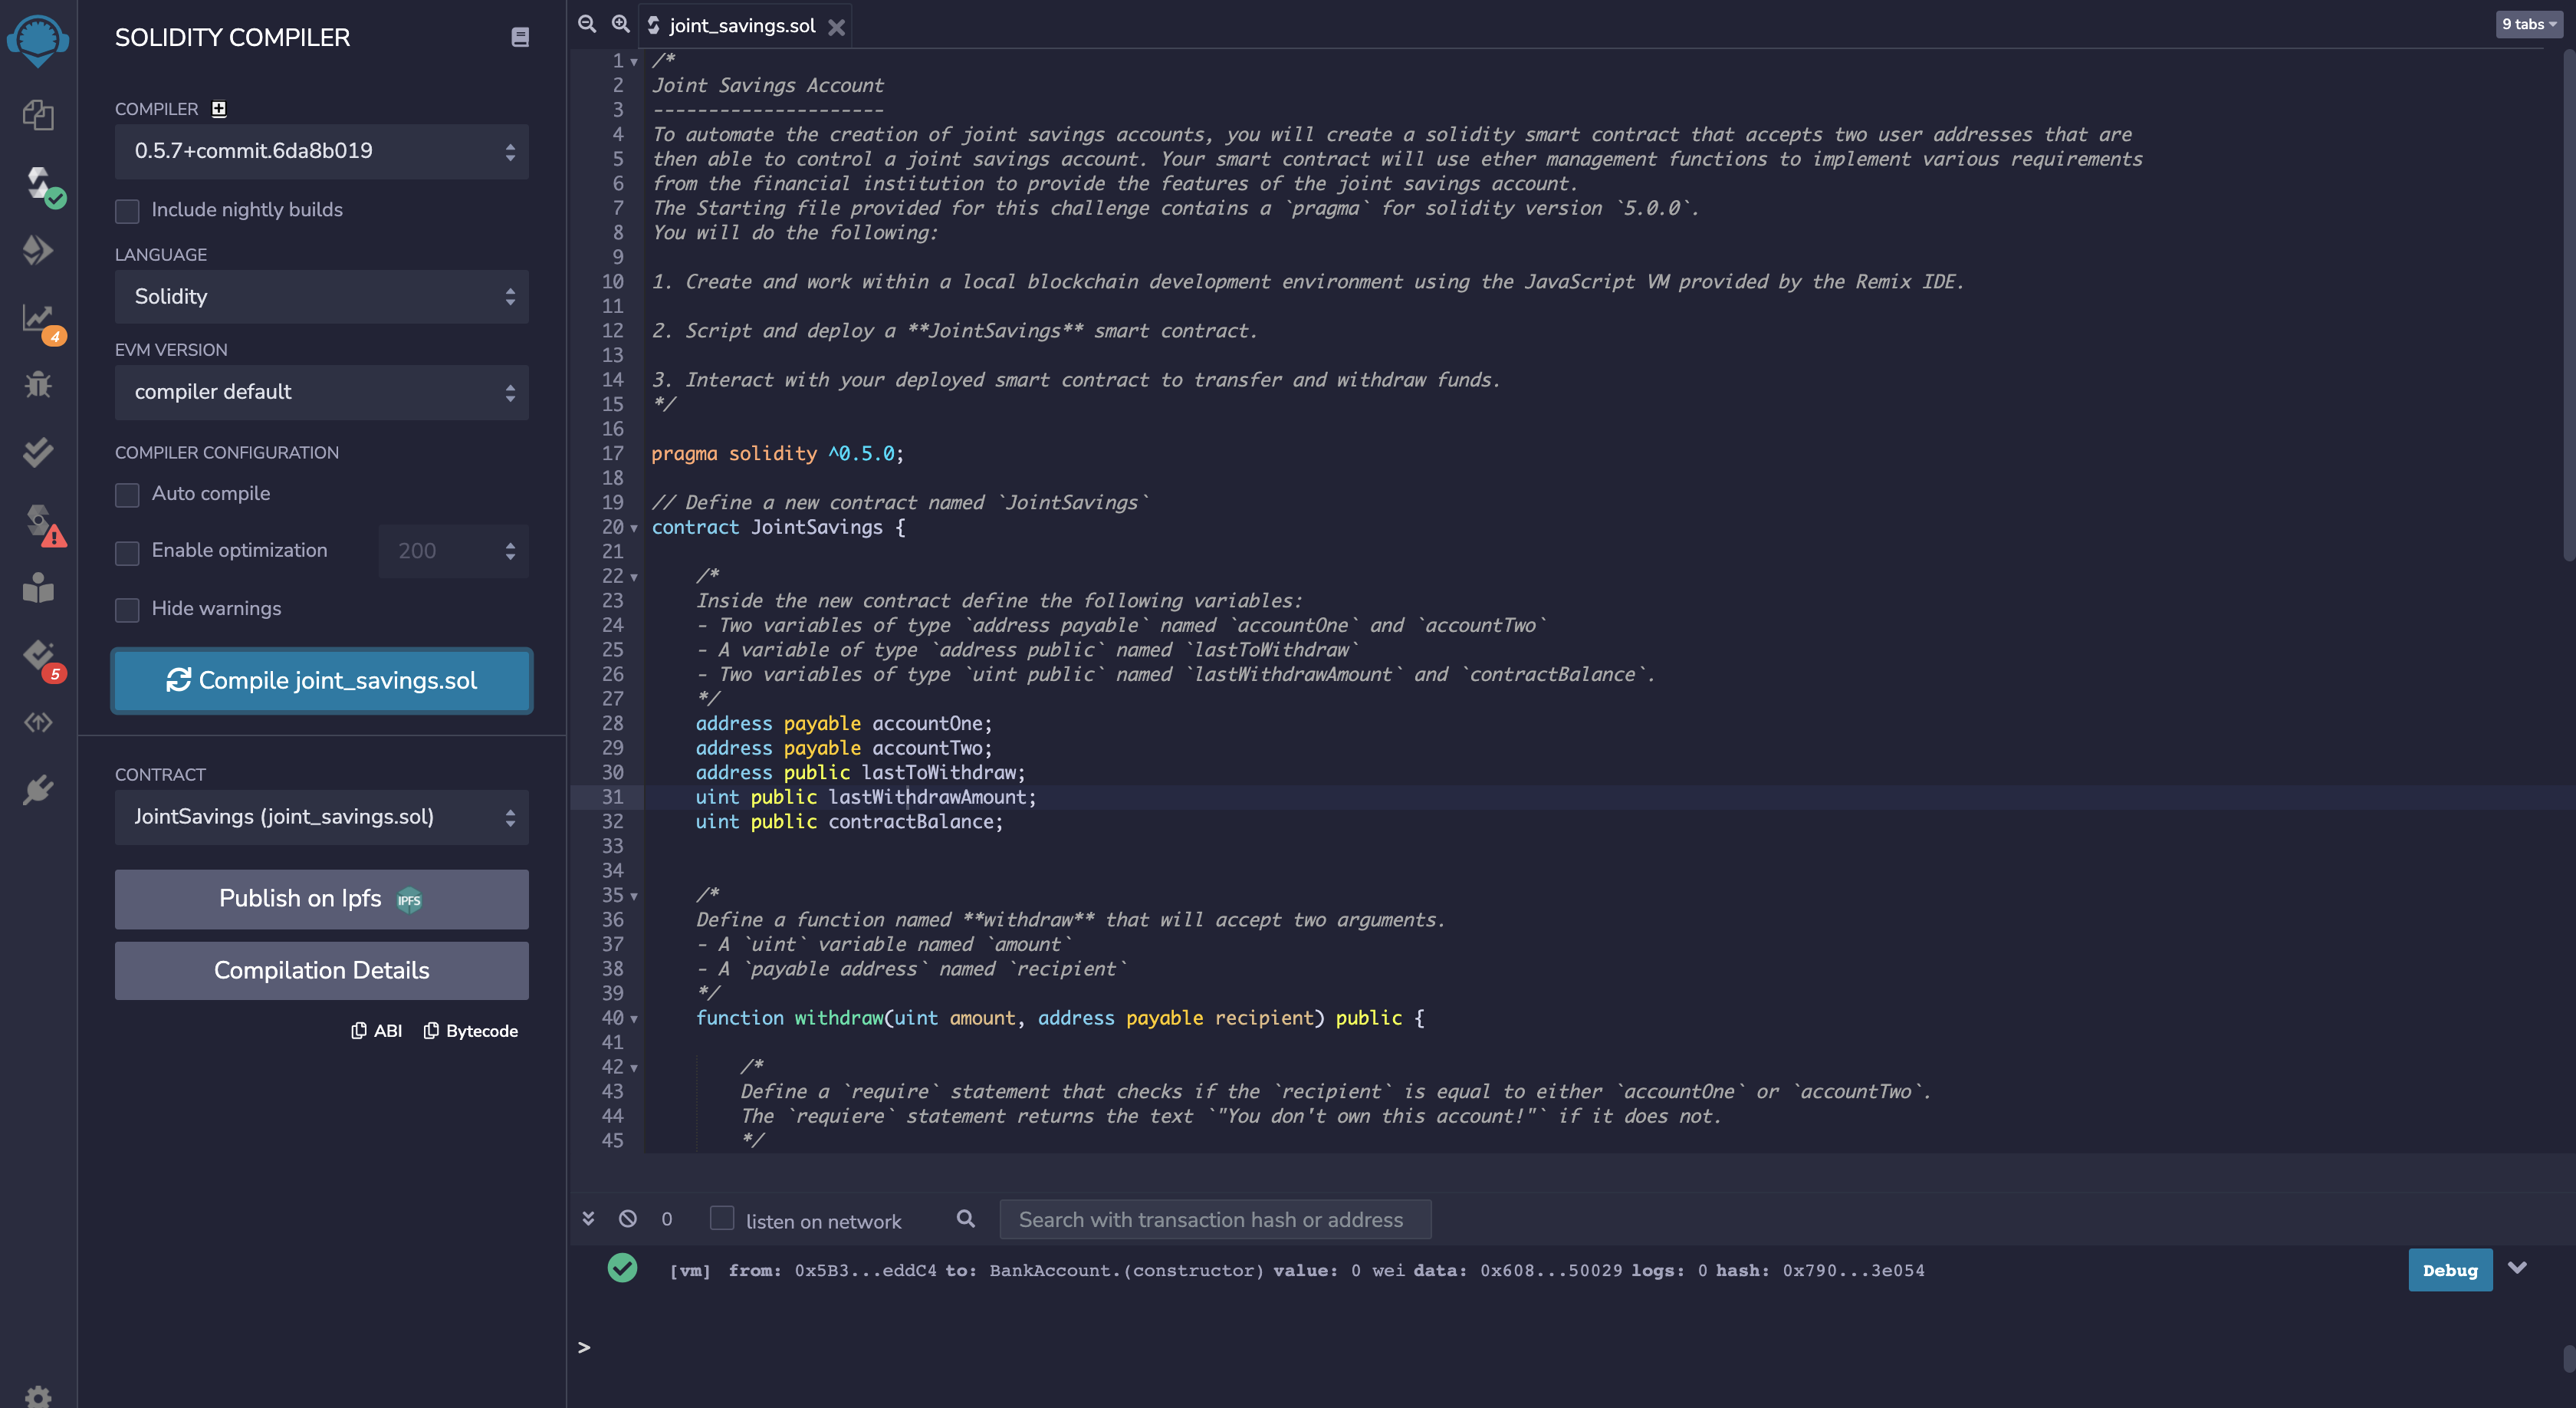 SOLIDITY COMPILER
COMPILER
0.5.7+commit.6da8b019
Include nightly builds
LANGUAGE
Solidity
EVM VERSION
compiler default
COMPILER CONFIGURATION
Auto compile
Enable optimization 200
Hide warnings
Compile joint_savings.sol
CONTRACT
JointSavings (joint_savings.sol)
Publish on Ipfs IPFS
Compilation Details
ABI Bytecode
4
5
joint_savings.sol
9 tabs
1 /*
2 Joint Savings Account
3 ---------------------
4 To automate the creation of joint savings accounts, you will create a solidity smart contract that accepts two user addresses that are
5 then able to control a joint savings account. Your smart contract will use ether management functions to implement various requirements
6 from the financial institution to provide the features of the joint savings account.
7 The Starting file provided for this challenge contains a `pragma` for solidity version `5.0.0`.
8 You will do the following:
9
10 1. Create and work within a local blockchain development environment using the JavaScript VM provided by the Remix IDE.
11
12 2. Script and deploy a **JointSavings** smart contract.
13
14 3. Interact with your deployed smart contract to transfer and withdraw funds.
15 */
16
17 pragma solidity ^0.5.0;
18
19 // Define a new contract named `JointSavings`
20 contract JointSavings {
21
22 /*
23 Inside the new contract define the following variables:
24 - Two variables of type `address payable` named `accountOne` and `accountTwo`
25 - A variable of type `address public` named `lastToWithdraw`
26 - Two variables of type `uint public` named `lastWithdrawAmount` and `contractBalance`.
27 */
28 address payable accountOne;
29 address payable accountTwo;
30 address public lastToWithdraw;
31 uint public lastWithdrawAmount;
32 uint public contractBalance;
33
34
35 /*
36 Define a function named **withdraw** that will accept two arguments.
37 - A `uint` variable named `amount`
38 - A `payable address` named `recipient`
39 */
40 function withdraw(uint amount, address payable recipient) public {
41
42 /*
43 Define a `require` statement that checks if the `recipient` is equal to either `accountOne` or `accountTwo`.
44 The `requiere` statement returns the text `"You don't own this account!"` if it does not.
45 */
0 listen on network Search with transaction hash or address
[vm] from: 0x5B3...eddC4 to: BankAccount.(constructor) value: 0 wei data: 0x608...50029 logs: 0 hash: 0x790...3e054
Debug
>